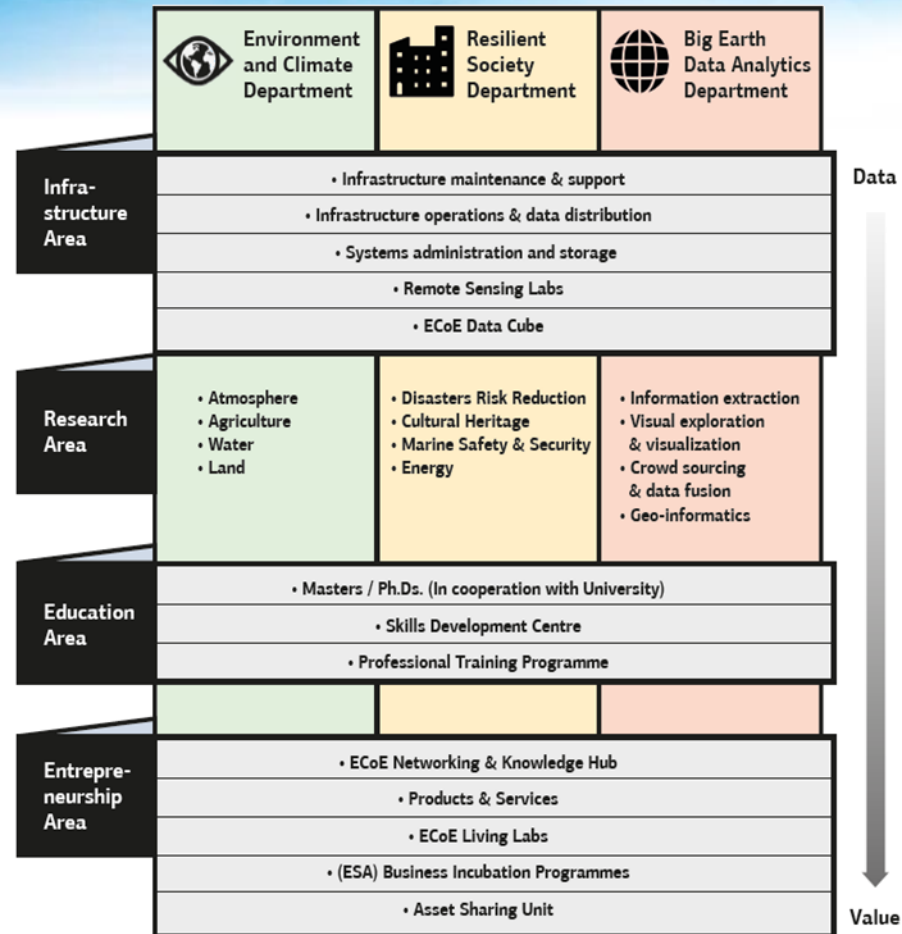 Environment
and Climate
Department
Resilient
Society
Department
Big Earth
Data Analytics
Department
Data
Infra-
structure
Area
• Infrastructure maintenance & support
• Infrastructure operations & data distribution
• Systems administration and storage
• Remote Sensing Labs
• ECoE Data Cube
Research
Area
• Atmosphere
• Agriculture
• Water
• Land
• Disasters Risk Reduction
• Cultural Heritage
• Marine Safety & Security
• Energy
• Information extraction
• Visual exploration
& visualization
• Crowd sourcing
& data fusion
• Geo-informatics
Education
Area
• Masters / Ph.Ds. (In cooperation with University)
• Skills Development Centre
• Professional Training Programme
Entrepre-
neurship
Area
• ECoE Networking & Knowledge Hub
• Products & Services
• ECoE Living Labs
• (ESA) Business Incubation Programmes
• Asset Sharing Unit
Value